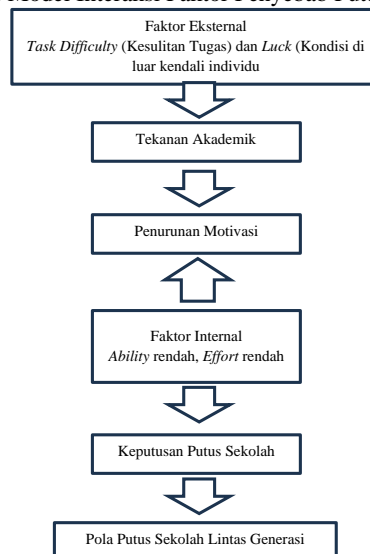 Faktor Eksternal
Task Difficulty (Kesulitan Tugas) dan Luck (Kondisi di
luar kendali individu
Tekanan Akademik
Penurunan Motivasi
Faktor Internal
Ability rendah, Effort rendah
Keputusan Putus Sekolah
Pola Putus Sekolah Lintas Generasi